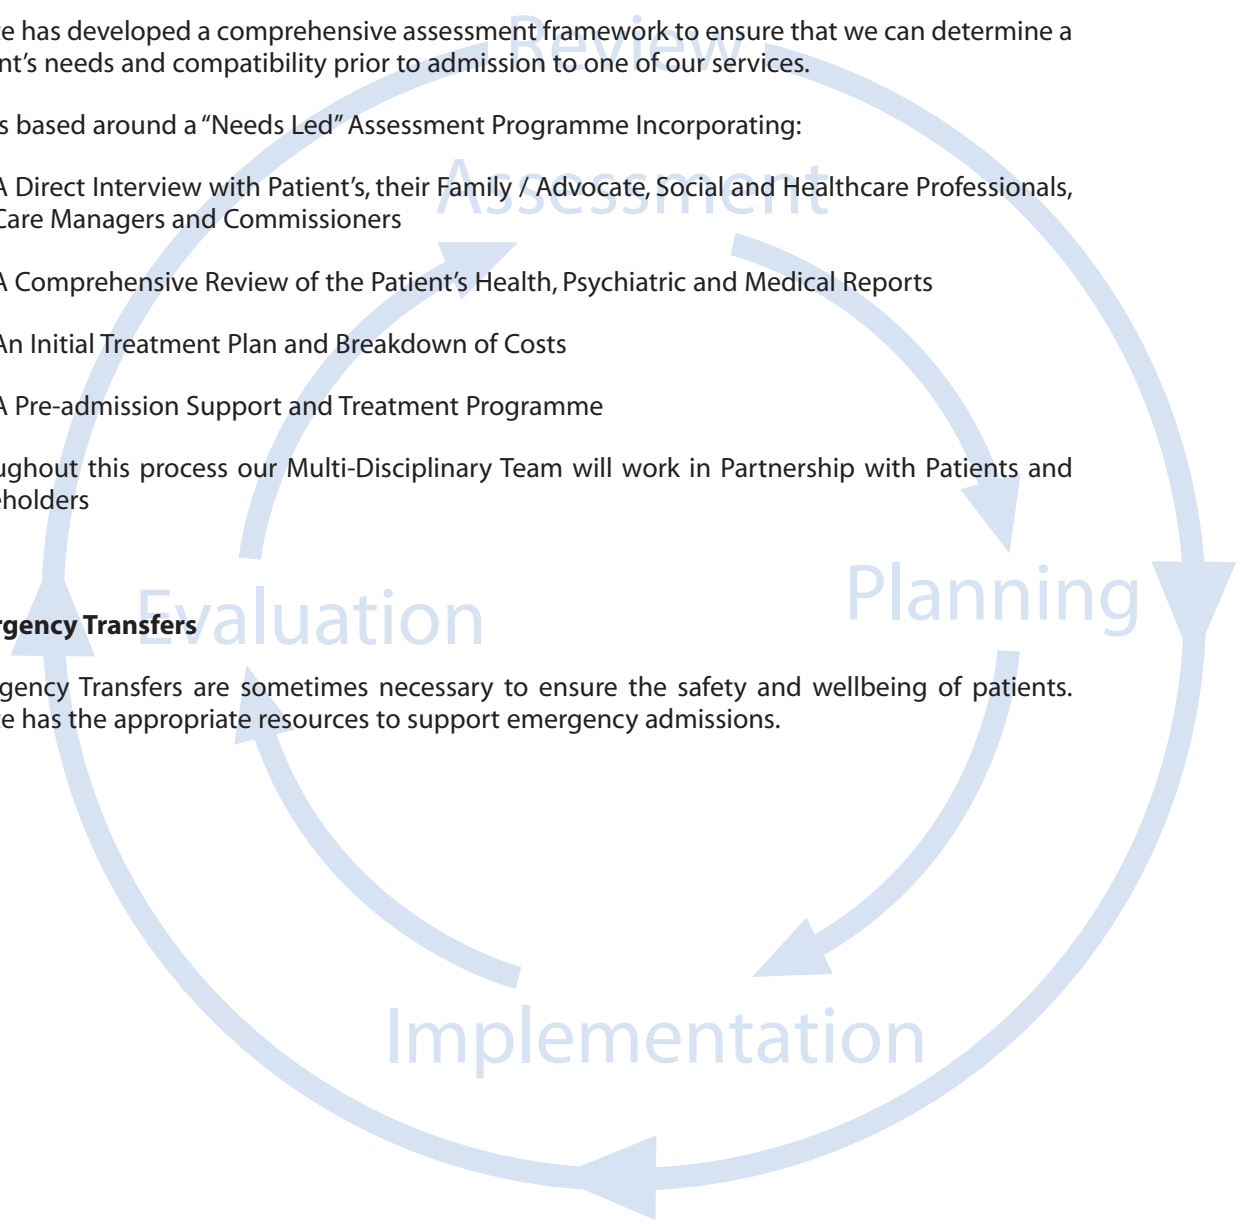 te has developed a comprehensive assessment framework to ensure that we can determine a
nt’s needs and compatibility prior to admission to one of our services.
s based around a “Needs Led” Assessment Programme Incorporating:
A Direct Interview with Patient’s, their Family / Advocate, Social and Healthcare Professionals,
Care Managers and Commissioners
A Comprehensive Review of the Patient’s Health, Psychiatric and Medical Reports
An Initial Treatment Plan and Breakdown of Costs
A Pre-admission Support and Treatment Programme
ughout this process our Multi-Disciplinary Team will work in Partnership with Patients and
eholders
rgency Transfers
gency Transfers are sometimes necessary to ensure the safety and wellbeing of patients.
te has the appropriate resources to support emergency admissions.
Review
Assessment
Planning
Evaluation
Implementation